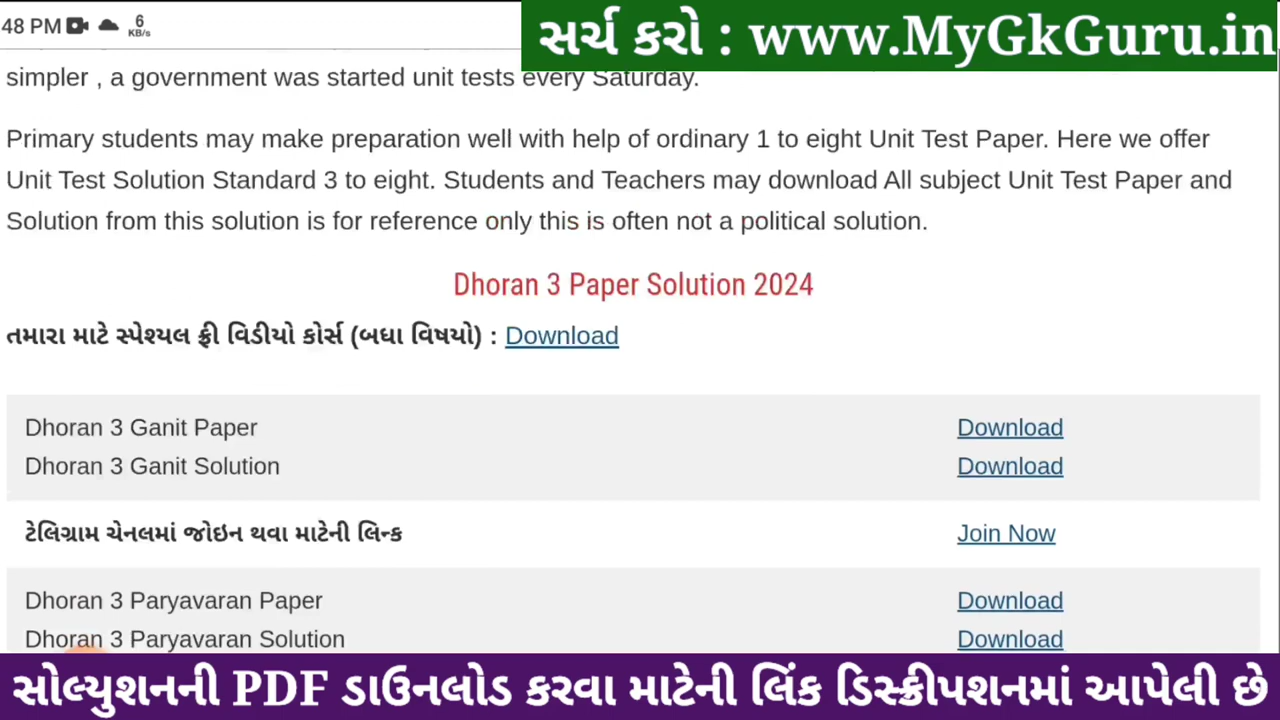 48 PM 6 KB/s
સર્ચ કરો : www.MyGkGuru.in
simpler , a government was started unit tests every Saturday.
Primary students may make preparation well with help of ordinary 1 to eight Unit Test Paper. Here we offer
Unit Test Solution Standard 3 to eight. Students and Teachers may download All subject Unit Test Paper and
Solution from this solution is for reference only this is often not a political solution.
Dhoran 3 Paper Solution 2024
તમારા માટે સ્પેશ્યલ ફ્રી વિડીયો કોર્સ (બધા વિષયો) : Download
Dhoran 3 Ganit Paper Download
Dhoran 3 Ganit Solution Download
ટેલિગ્રામ ચેનલમાં જોઇન થવા માટેની લિન્ક Join Now
Dhoran 3 Paryavaran Paper Download
Dhoran 3 Paryavaran Solution Download
સોલ્યુશનની PDF ડાઉનલોડ કરવા માટેની લિંક ડિસ્ક્રીપશનમાં આપેલી છે